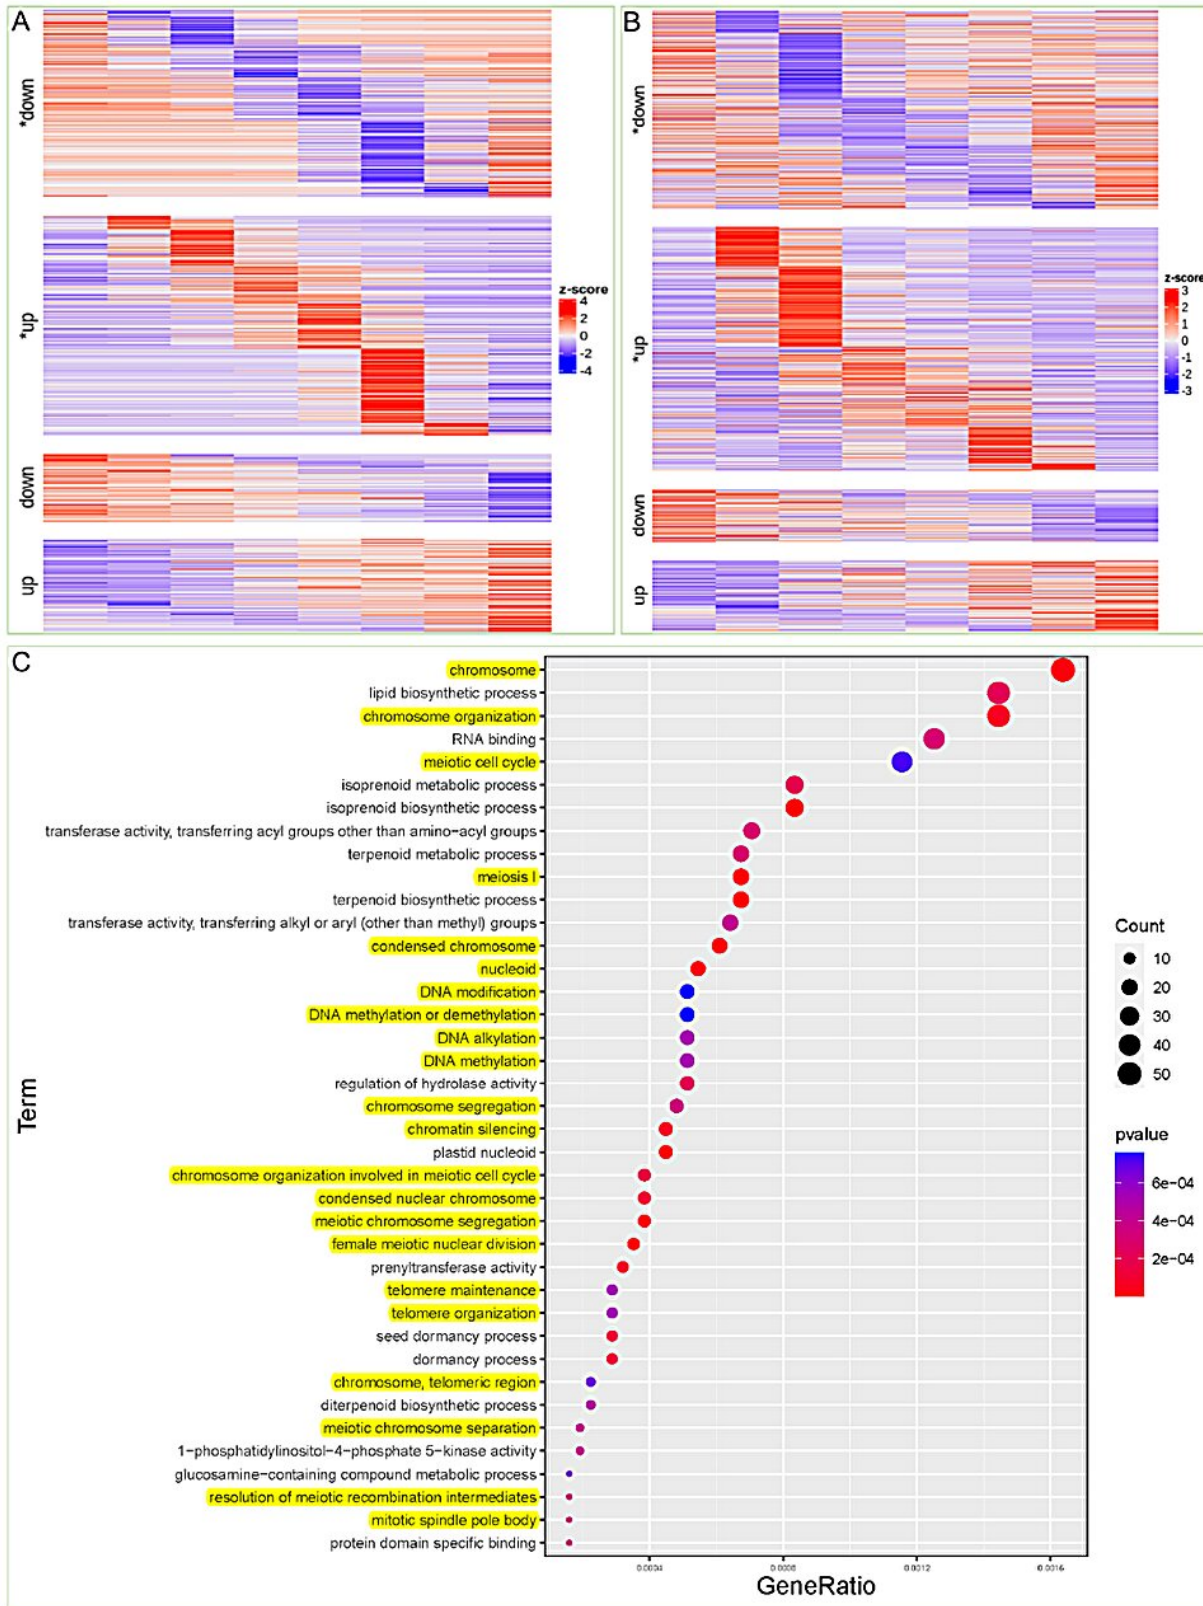 A
*down
*up
down
up
z-score
4
2
0
-2
-4
B
*down
*up
down
up
z-score
3
2
1
0
-1
-2
-3
C
Term
chromosome
lipid biosynthetic process
chromosome organization
RNA binding
meiotic cell cycle
isoprenoid metabolic process
isoprenoid biosynthetic process
transferase activity, transferring acyl groups other than amino−acyl groups
terpenoid metabolic process
meiosis I
terpenoid biosynthetic process
transferase activity, transferring alkyl or aryl (other than methyl) groups
condensed chromosome
nucleoid
DNA modification
DNA methylation or demethylation
DNA alkylation
DNA methylation
regulation of hydrolase activity
chromosome segregation
chromatin silencing
plastid nucleoid
chromosome organization involved in meiotic cell cycle
condensed nuclear chromosome
meiotic chromosome segregation
female meiotic nuclear division
prenyltransferase activity
telomere maintenance
telomere organization
seed dormancy process
dormancy process
chromosome, telomeric region
diterpenoid biosynthetic process
meiotic chromosome separation
1−phosphatidylinositol−4−phosphate 5−kinase activity
glucosamine−containing compound metabolic process
resolution of meiotic recombination intermediates
mitotic spindle pole body
protein domain specific binding
0.0004
0.0008
0.0012
0.0016
GeneRatio
Count
10
20
30
40
50
pvalue
6e−04
4e−04
2e−04